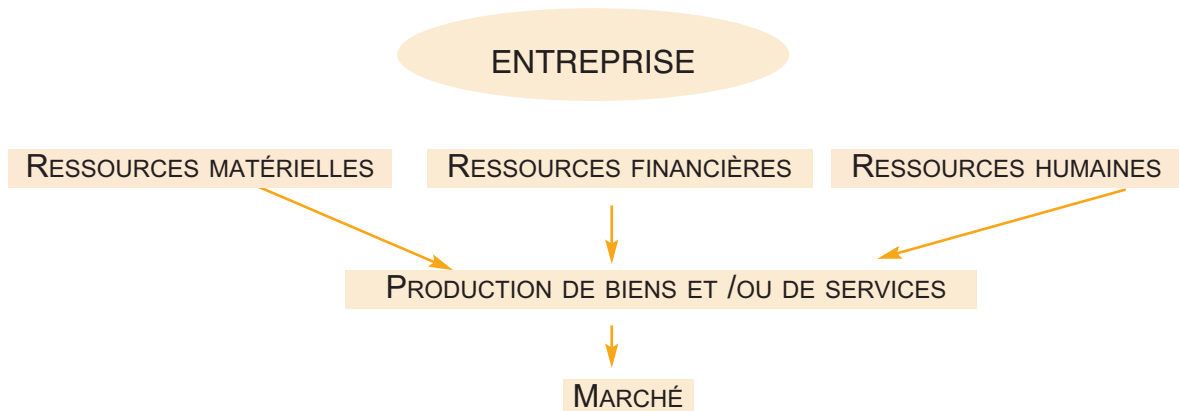 ENTREPRISE
RESSOURCES MATÉRIELLES
RESSOURCES FINANCIÈRES
RESSOURCES HUMAINES
PRODUCTION DE BIENS ET /OU DE SERVICES
MARCHÉ